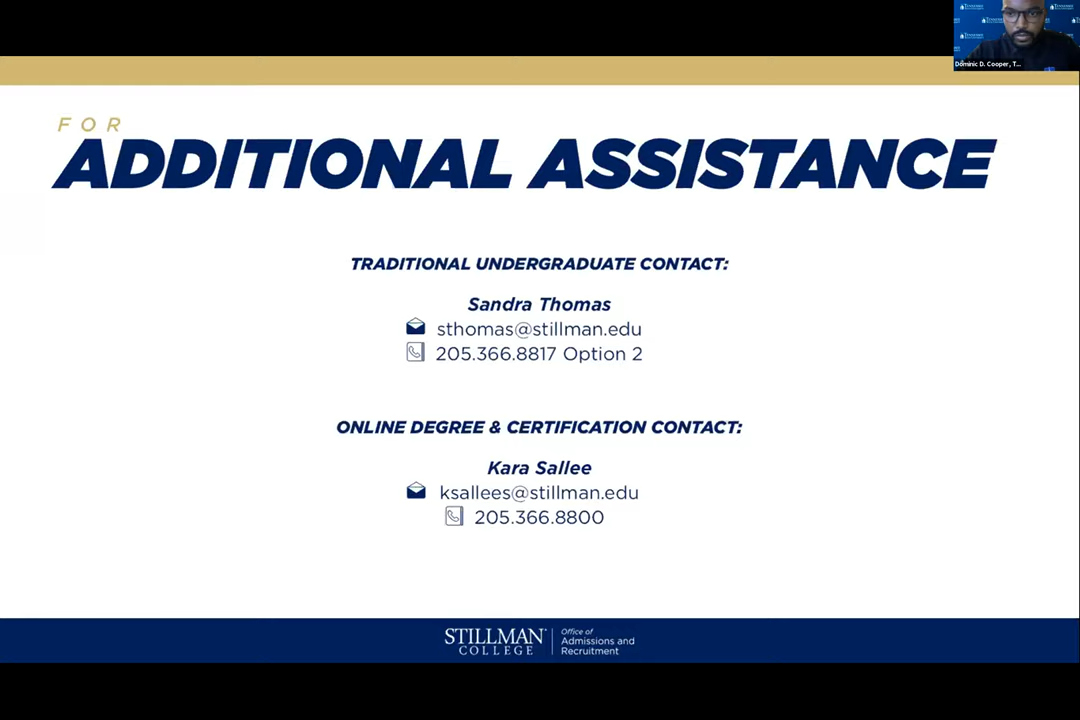 Dominic D. Cooper, T...
FOR
ADDITIONAL ASSISTANCE
TRADITIONAL UNDERGRADUATE CONTACT:
Sandra Thomas
sthomas@stillman.edu
205.366.8817 Option 2
ONLINE DEGREE & CERTIFICATION CONTACT:
Kara Sallee
ksallees@stillman.edu
205.366.8800
STILLMAN
COLLEGE
Office of
Admissions and
Recruitment